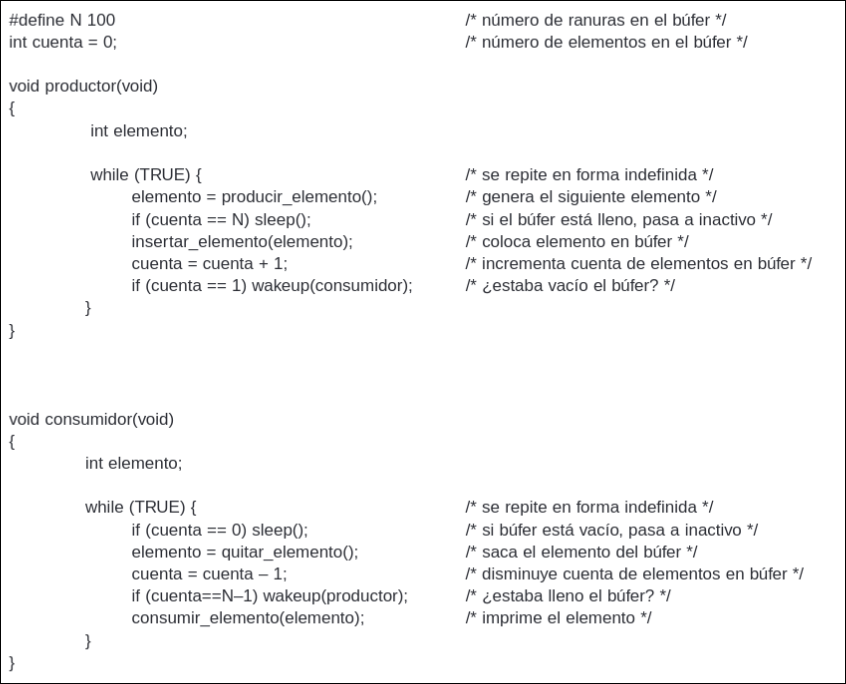 #define N 100 /* número de ranuras en el búfer */
int cuenta = 0; /* número de elementos en el búfer */
void productor(void)
{
int elemento;
while (TRUE) { /* se repite en forma indefinida */
elemento = producir_elemento(); /* genera el siguiente elemento */
if (cuenta == N) sleep(); /* si el búfer está lleno, pasa a inactivo */
insertar_elemento(elemento); /* coloca elemento en búfer */
cuenta = cuenta + 1; /* incrementa cuenta de elementos en búfer */
if (cuenta == 1) wakeup(consumidor); /* ¿estaba vacío el búfer? */
}
}
void consumidor(void)
{
int elemento;
while (TRUE) { /* se repite en forma indefinida */
if (cuenta == 0) sleep(); /* si búfer está vacío, pasa a inactivo */
elemento = quitar_elemento(); /* saca el elemento del búfer */
cuenta = cuenta – 1; /* disminuye cuenta de elementos en búfer */
if (cuenta==N–1) wakeup(productor); /* ¿estaba lleno el búfer? */
consumir_elemento(elemento); /* imprime el elemento */
}
}